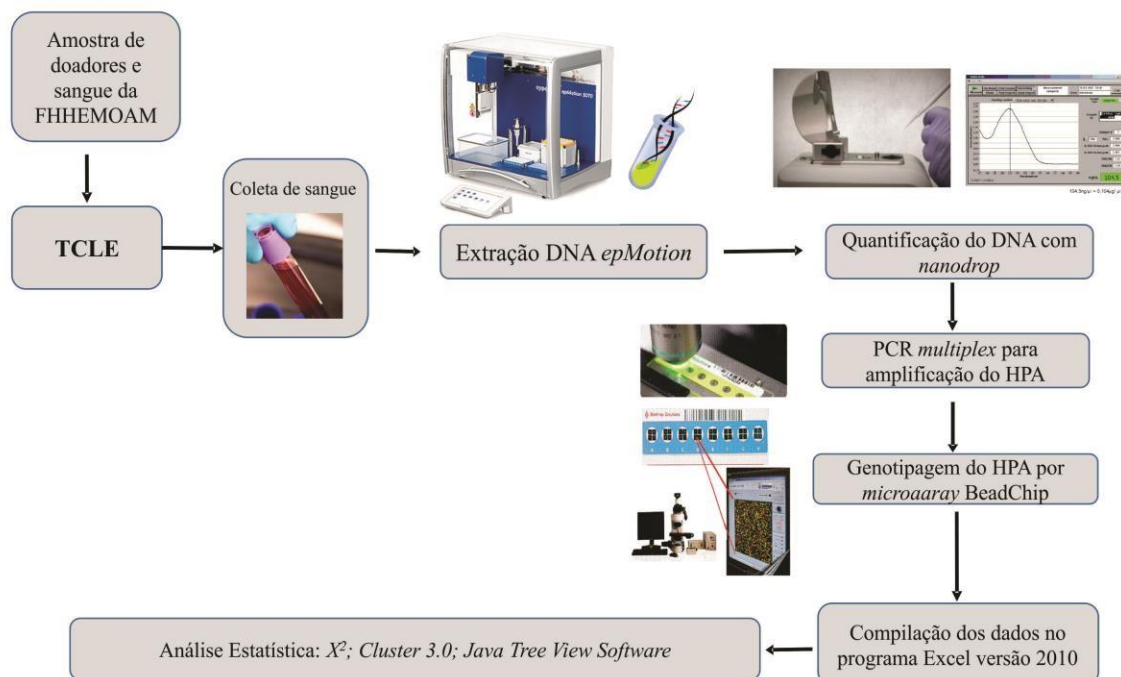 Amostra de
doadores e
sangue da
FHHEMOAM
TCLE
Coleta de sangue
Extração DNA epMotion
Quantificação do DNA com
nanodrop
PCR multiplex para
amplificação do HPA
Genotipagem do HPA por
microaaray BeadChip
Compilação dos dados no
programa Excel versão 2010
Análise Estatística: X²; Cluster 3.0; Java Tree View Software